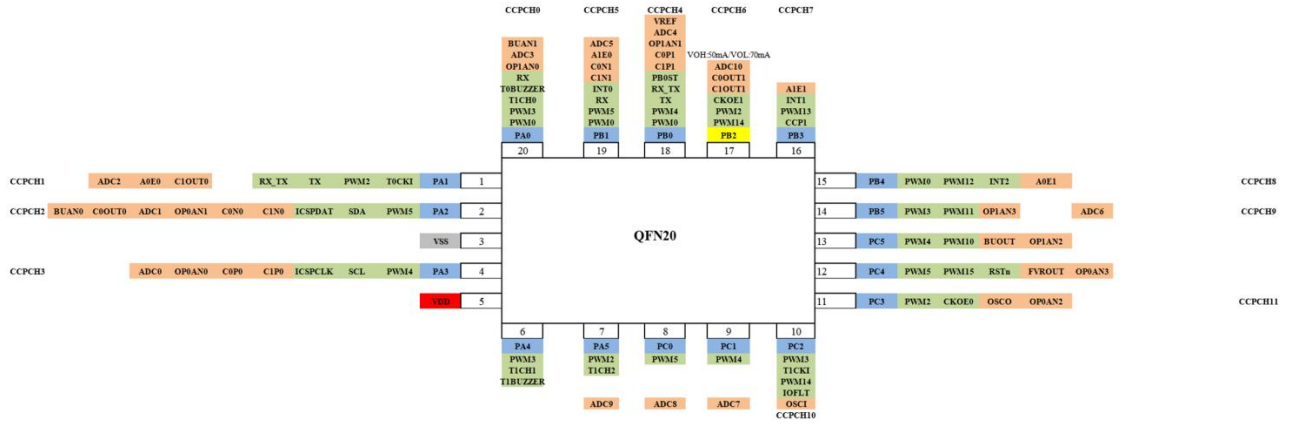 CCPCH0 CCPCH5 CCPCH4 CCPCH6 CCPCH7
VREF
ADC4
BUAN1 ADC5 OP1AN1
ADC3 A1E0 C0P1 VOH:50mA/VOL:70mA
OP1AN0 C0N1 C1P1 ADC10
RX C1N1 PB0ST C0OUT1
T0BUZZER INT0 RX_TX C1OUT1 A1E1
T1CH0 RX TX CKOE1 INT1
PWM3 PWM5 PWM4 PWM2 PWM13
PWM0 PWM0 PWM0 PWM14 CCP1
PA0 PB1 PB0 PB2 PB3
20 19 18 17 16
CCPCH1 ADC2 A0E0 C1OUT0 RX_TX TX PWM2 T0CKI PA1 1 15 PB4 PWM0 PWM12 INT2 A0E1 CCPCH8
CCPCH2 BUAN0 C0OUT0 ADC1 OP0AN1 C0N0 C1N0 ICSPDAT SDA PWM5 PA2 2 14 PB5 PWM3 PWM11 OP1AN3 ADC6 CCPCH9
VSS 3 QFN20 13 PC5 PWM4 PWM10 BUOUT OP1AN2
CCPCH3 ADC0 OP0AN0 C0P0 C1P0 ICSPCLK SCL PWM4 PA3 4 12 PC4 PWM5 PWM15 RSTn FVROUT OP0AN3
VDD 5 11 PC3 PWM2 CKOE0 OSCO OP0AN2 CCPCH11
6 7 8 9 10
PA4 PA5 PC0 PC1 PC2
PWM3 PWM2 PWM5 PWM4 PWM3
T1CH1 T1CH2 T1CKI
T1BUZZER PWM14
IOFLT
ADC9 ADC8 ADC7 OSCI
CCPCH10